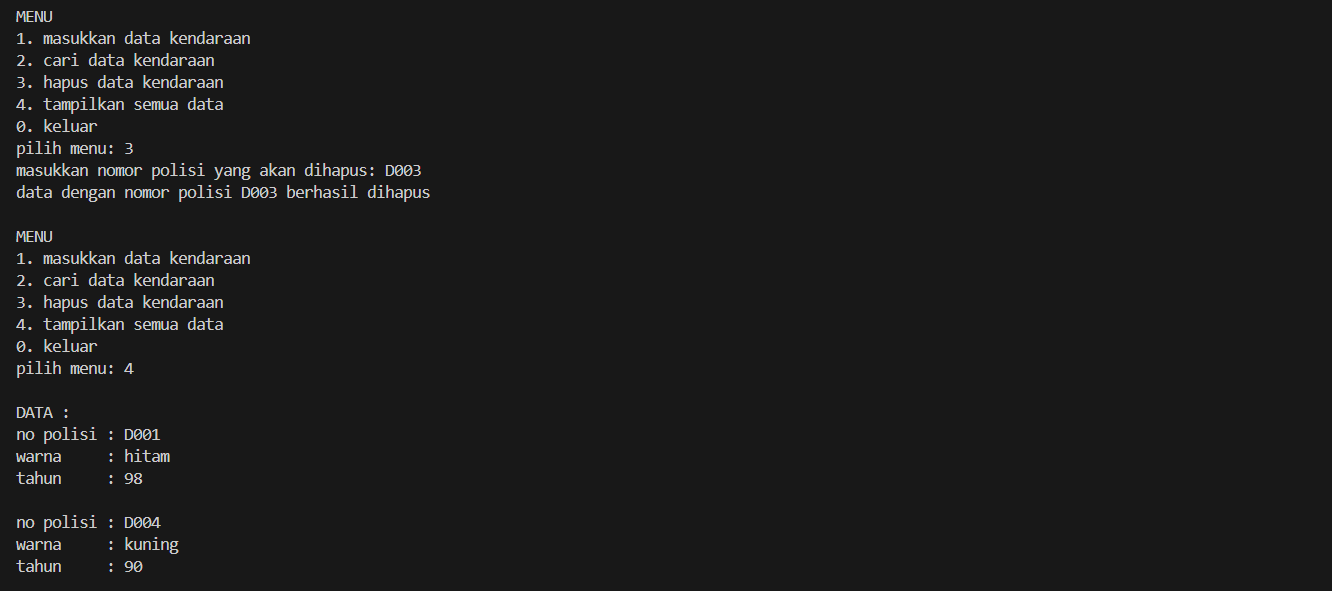 MENU
1. masukkan data kendaraan
2. cari data kendaraan
3. hapus data kendaraan
4. tampilkan semua data
0. keluar
pilih menu: 3
masukkan nomor polisi yang akan dihapus: D003
data dengan nomor polisi D003 berhasil dihapus

MENU
1. masukkan data kendaraan
2. cari data kendaraan
3. hapus data kendaraan
4. tampilkan semua data
0. keluar
pilih menu: 4

DATA :
no polisi : D001
warna     : hitam
tahun     : 98

no polisi : D004
warna     : kuning
tahun     : 90